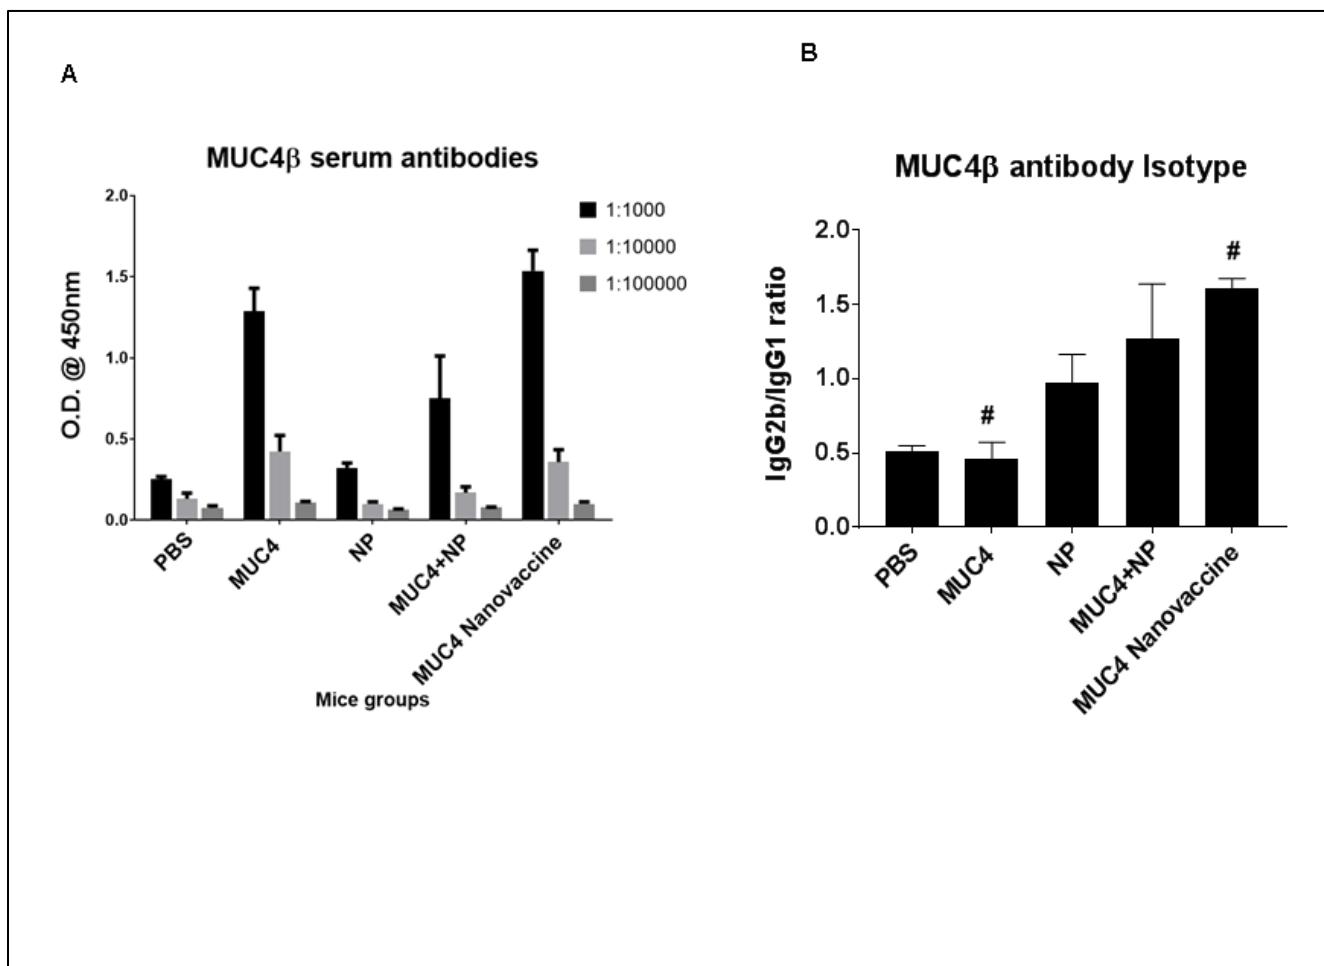 A
MUC4β serum antibodies
2.0
1.5
1.0
0.5
0.0
O.D. @ 450nm
1:1000
1:10000
1:100000
PBS
MUC4
NP
MUC4+NP
MUC4 Nanovaccine
Mice groups
B
MUC4β antibody Isotype
2.0
1.5
1.0
0.5
0.0
IgG2b/IgG1 ratio
#
#
PBS
MUC4
NP
MUC4+NP
MUC4 Nanovaccine